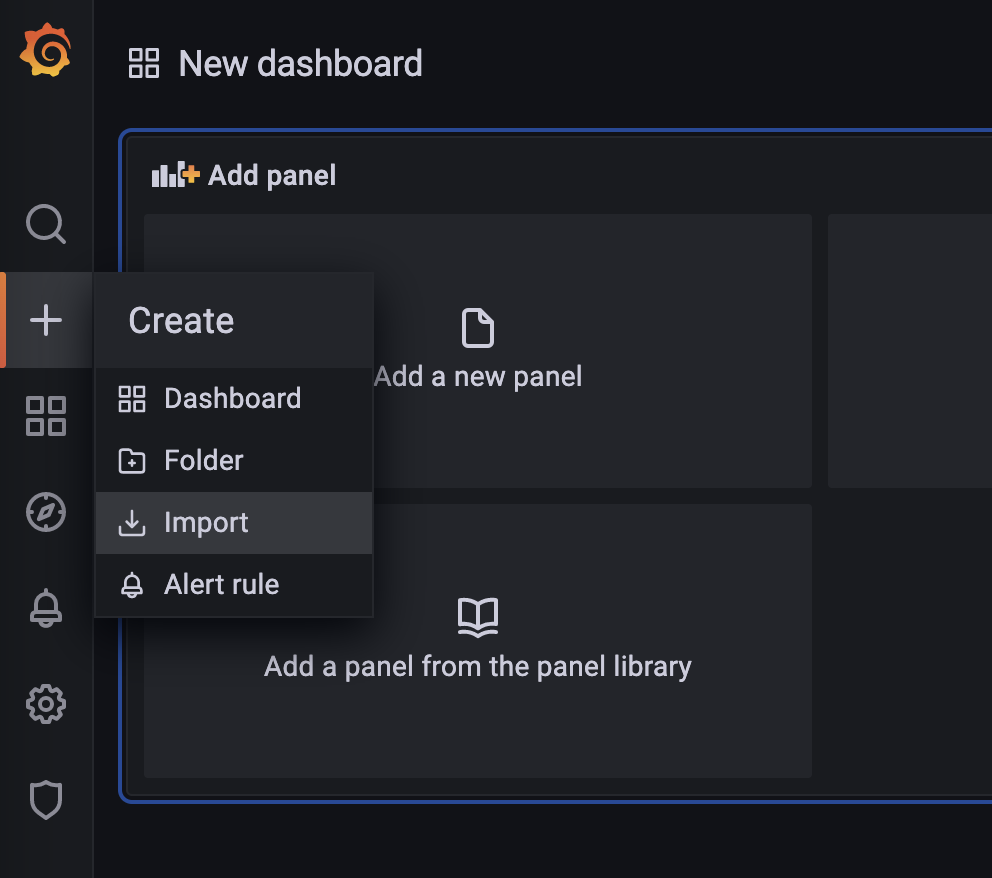 New dashboard
Add panel
Add a new panel
Create
Dashboard
Folder
Import
Alert rule
Add a panel from the panel library